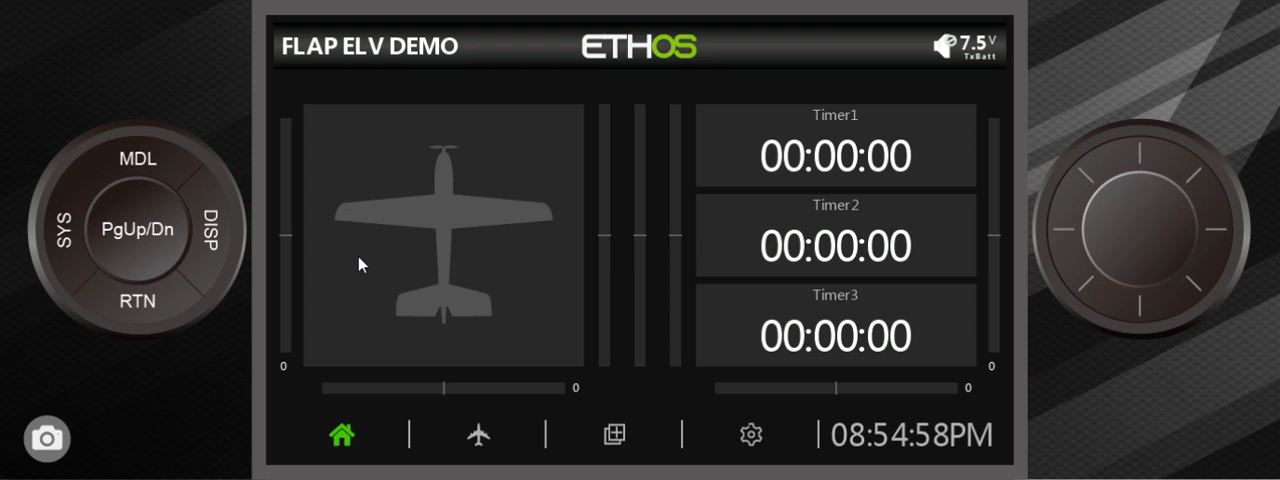 FLAP ELV DEMO
ETHOS
7.5V
TxBatt
MDL
SYS
PgUp/Dn
DISP
RTN
Timer1
00:00:00
Timer2
00:00:00
Timer3
00:00:00
0
0
0
0
08:54:58PM